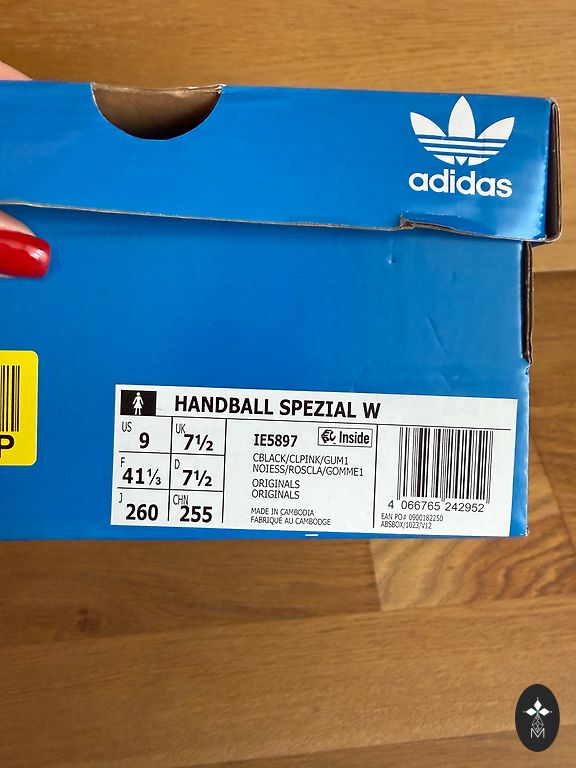 adidas
P
HANDBALL SPEZIAL W
US
9
UK
7½
IE5897
Inside
F
41⅓
D
7½
CBLACK/CLPINK/GUM1
NOIESS/ROSCLA/GOMME1
ORIGINALS
ORIGINALS
J
260
CHN
255
MADE IN CAMBODIA
FABRIQUÉ AU CAMBODGE
4 066765 242952
EAN PO# 0900182250
ABSBOX/1023/V12
M